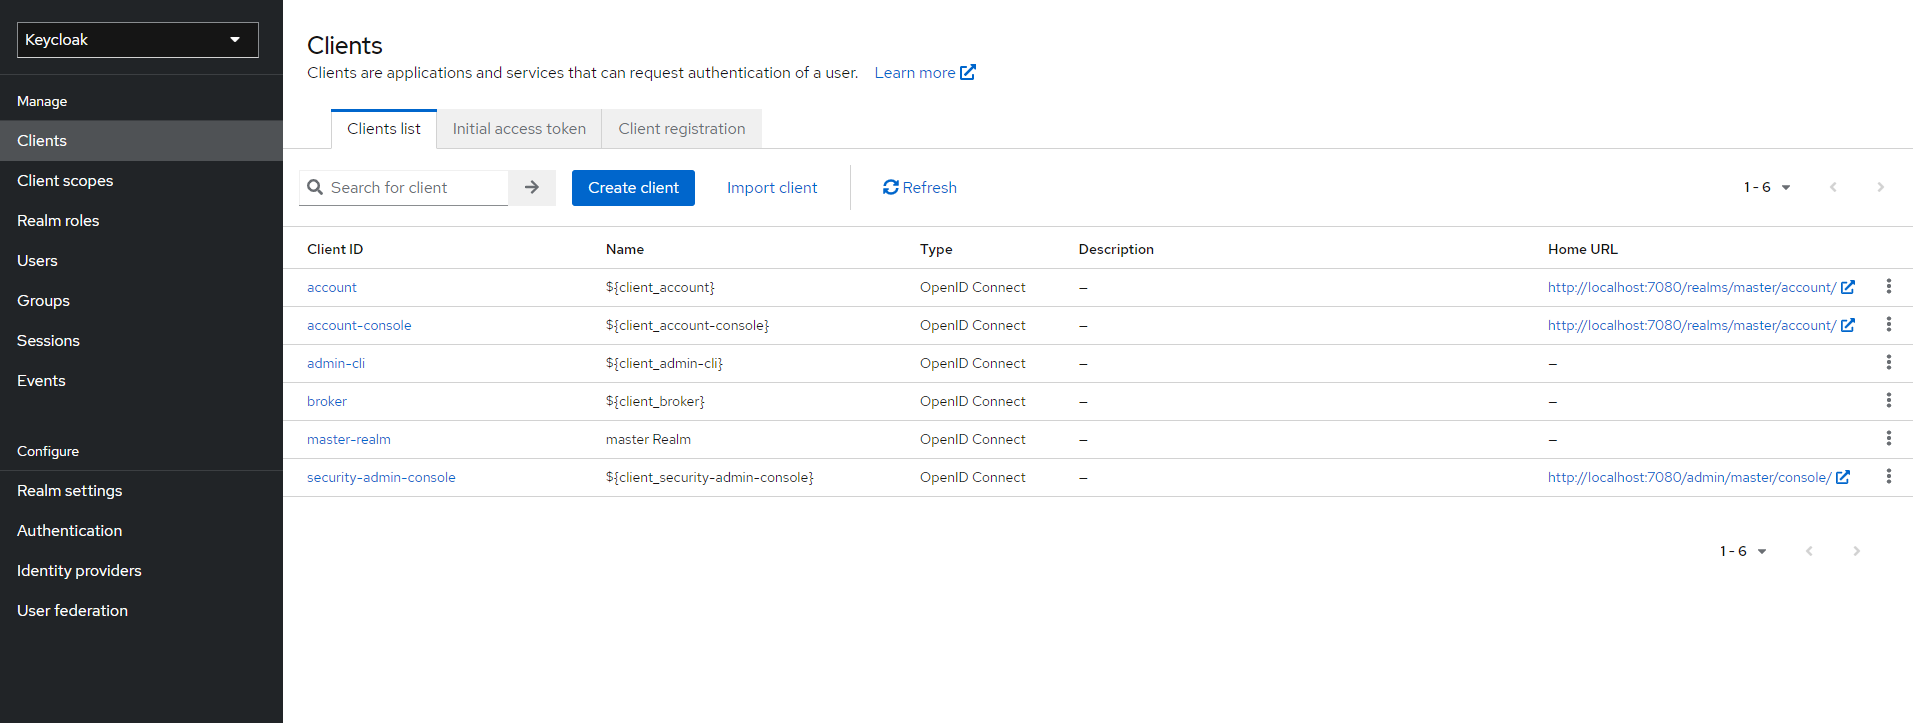 Keycloak
Manage
Clients
Client scopes
Realm roles
Users
Groups
Sessions
Events
Configure
Realm settings
Authentication
Identity providers
User federation
Clients
Clients are applications and services that can request authentication of a user. Learn more
Clients list Initial access token Client registration
Search for client Create client Import client Refresh 1 - 6
Client ID Name Type Description Home URL
account ${client_account} OpenID Connect – http://localhost:7080/realms/master/account/
account-console ${client_account-console} OpenID Connect – http://localhost:7080/realms/master/account/
admin-cli ${client_admin-cli} OpenID Connect – –
broker ${client_broker} OpenID Connect – –
master-realm master Realm OpenID Connect – –
security-admin-console ${client_security-admin-console} OpenID Connect – http://localhost:7080/admin/master/console/
1 - 6